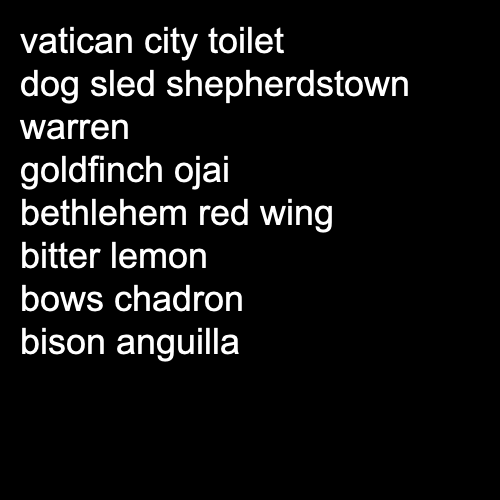 vatican city toilet
dog sled shepherdstown
warren
goldfinch ojai
bethlehem red wing
bitter lemon
bows chadron
bison anguilla